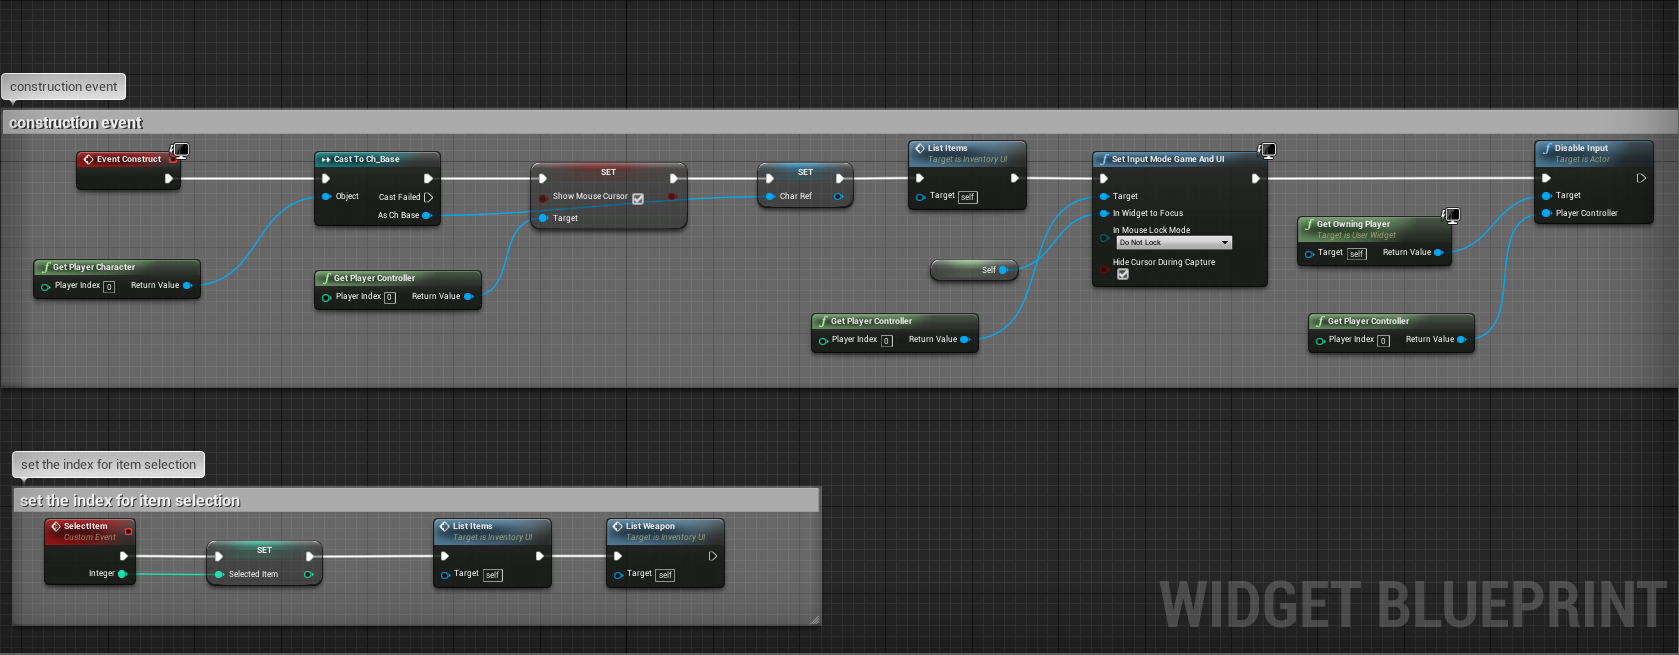 construction event
construction event
Event Construct
Cast To Ch_Base
Object
Cast Failed
As Ch Base
Get Player Character
Player Index 0 Return Value
Get Player Controller
Player Index 0 Return Value
SET
Show Mouse Cursor
Target
SET
Char Ref
List Items
Target is Inventory UI
Target self
Self
Get Player Controller
Player Index 0 Return Value
Set Input Mode Game And UI
Target
In Widget to Focus
In Mouse Lock Mode
Do Not Lock
Hide Cursor During Capture
Get Owning Player
Target is User Widget
Target self Return Value
Get Player Controller
Player Index 0 Return Value
Disable Input
Target is Actor
Target
Player Controller
set the index for item selection
set the index for item selection
SelectItem
Custom Event
Integer
SET
Selected Item
List Items
Target is Inventory UI
Target self
List Weapon
Target is Inventory UI
Target self
WIDGET BLUEPRINT